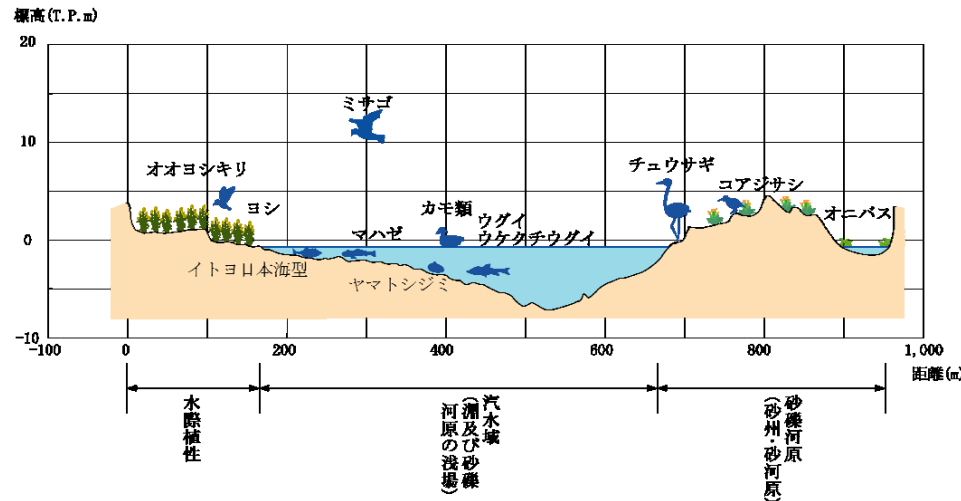 標高(T.P.m)
20
ミサゴ
10
オオヨシキリ
チュウサギ
コアジサシ
ヨシ
カモ類
ウグイ
オニバス
マハゼ
ウケクチウグイ
0
イトヨ日本海型
ヤマトシジミ
-10
-100
0
200
400
600
800
1,000
距離(m)
水際植性
汽水域
(淵及び砂礫
河原の浅場)
砂礫河原
(砂州・砂河原)